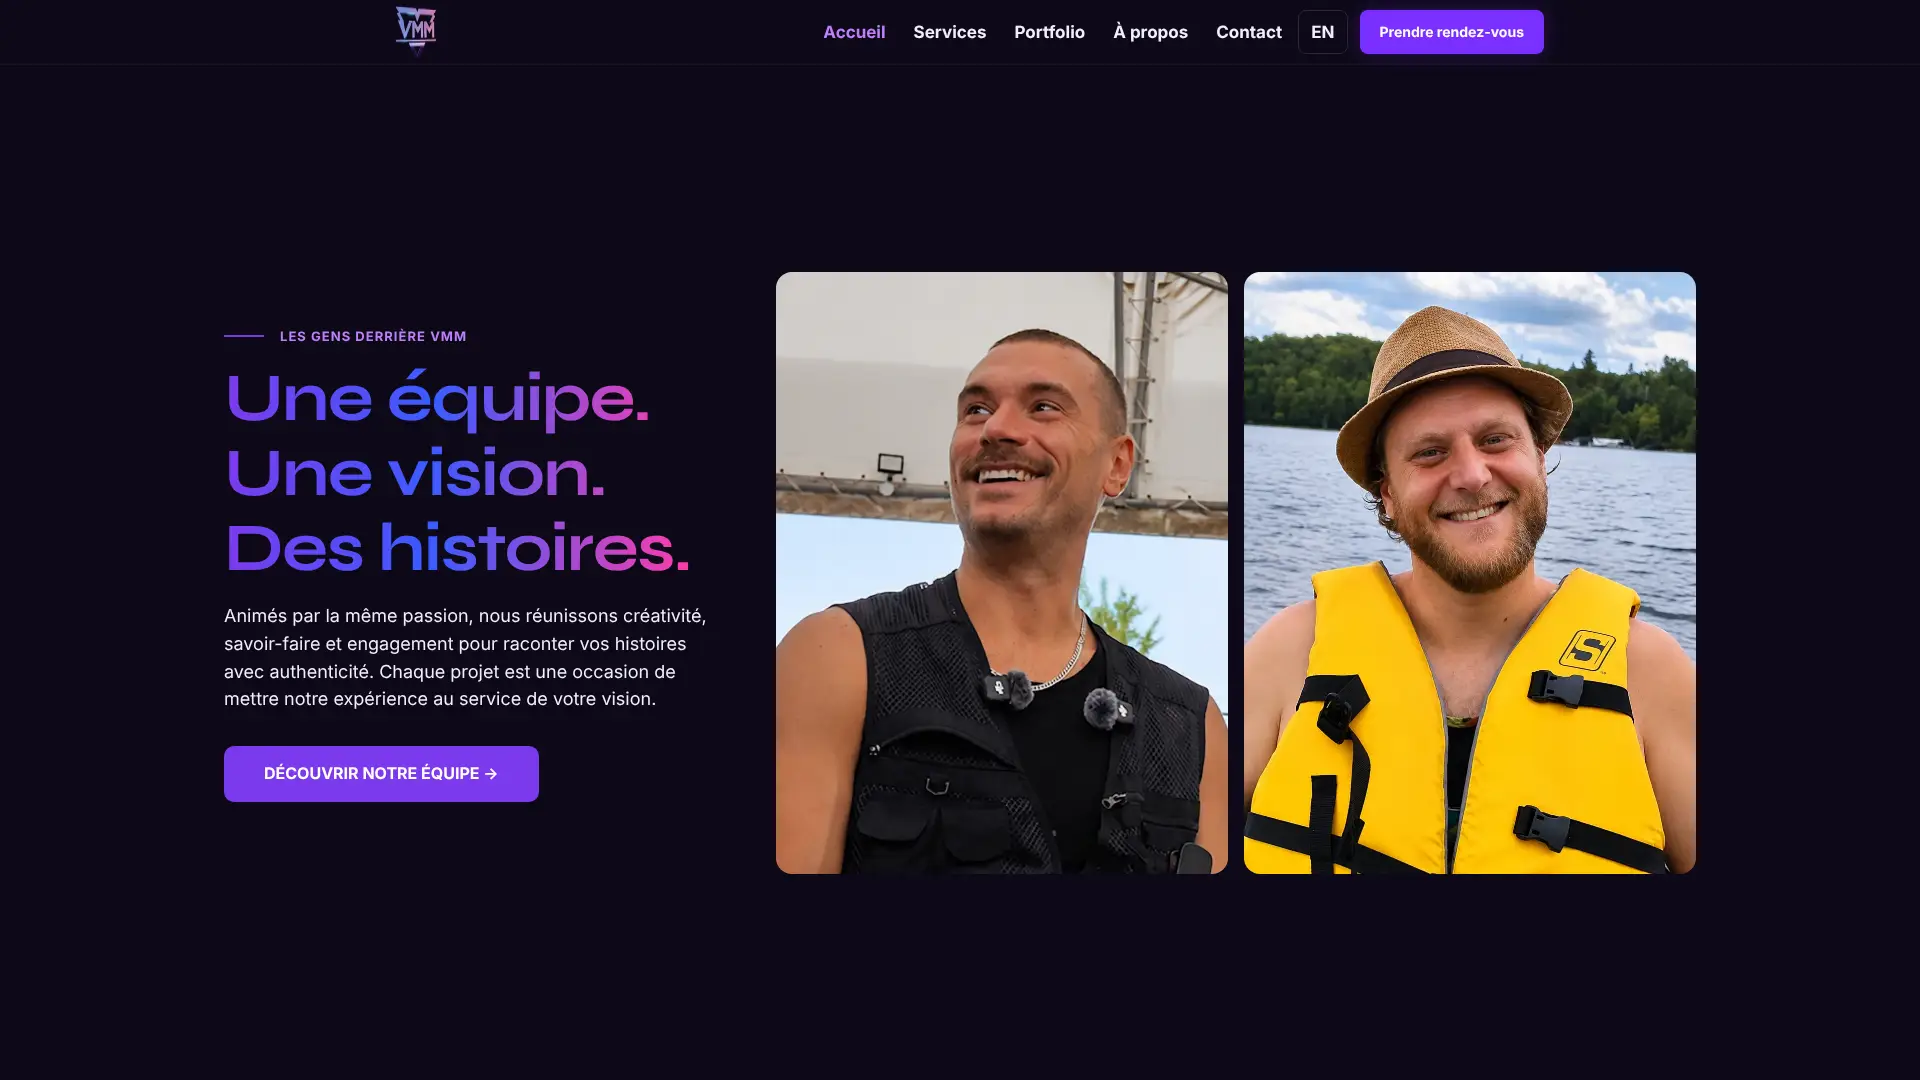 VMM
Accueil
Services
Portfolio
À propos
Contact
EN
Prendre rendez-vous
LES GENS DERRIÈRE VMM
Une équipe.
Une vision.
Des histoires.
Animés par la même passion, nous réunissons créativité,
savoir-faire et engagement pour raconter vos histoires
avec authenticité. Chaque projet est une occasion de
mettre notre expérience au service de votre vision.
DÉCOUVRIR NOTRE ÉQUIPE →
S